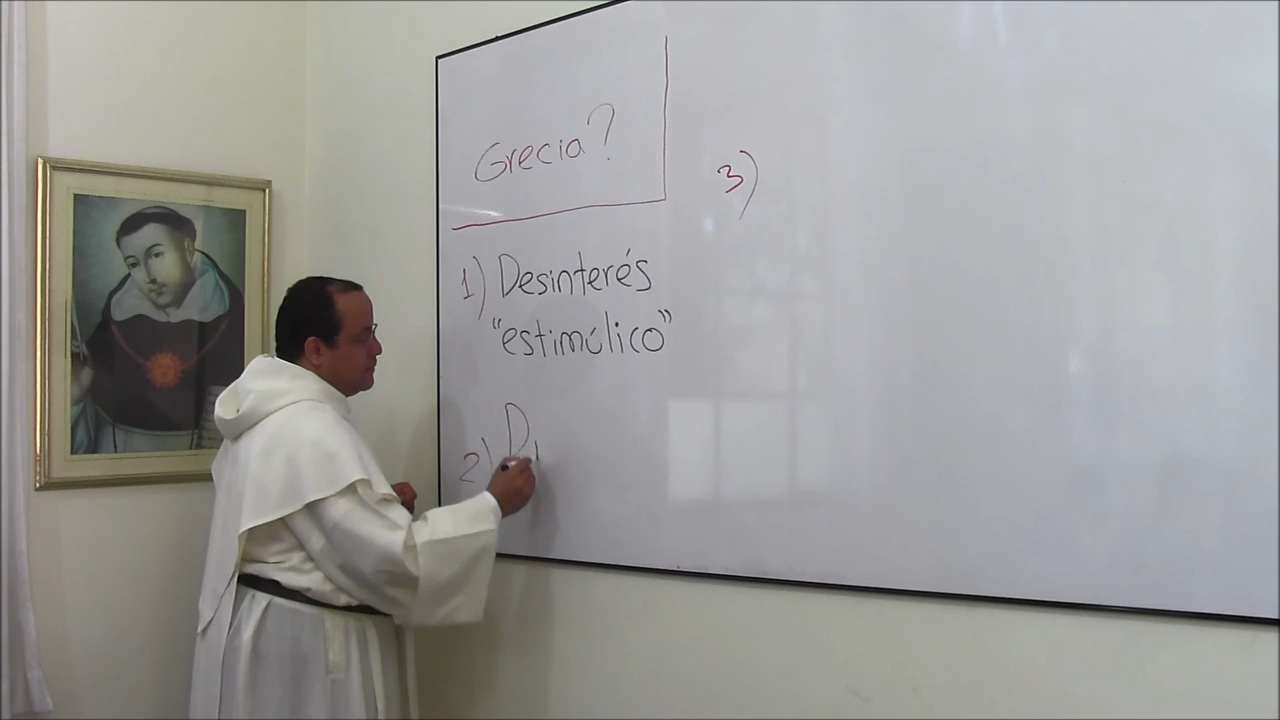 Grecia?
1) Desinterés
"estimúlico"
2) D
3)